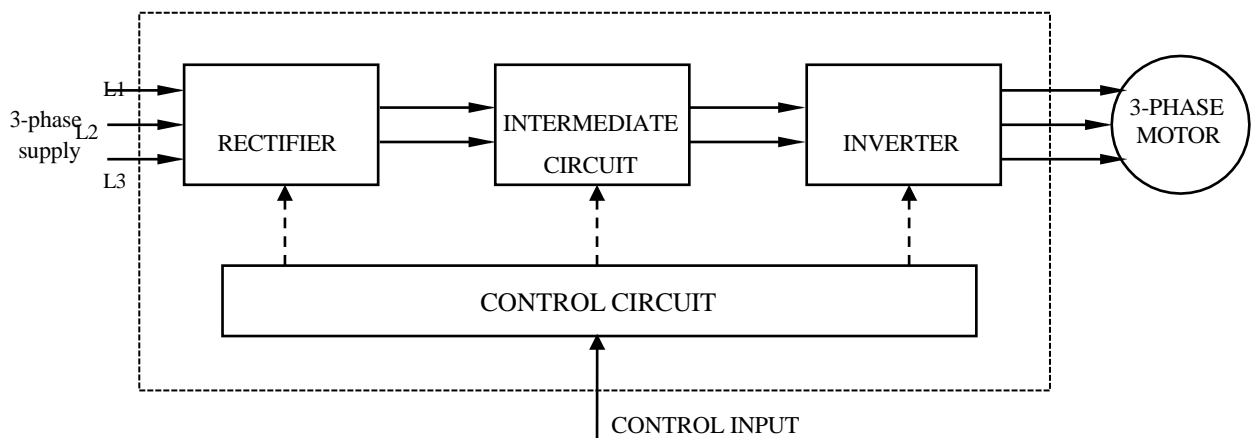 L1
3-phase
L2
supply
L3
RECTIFIER
INTERMEDIATE
CIRCUIT
INVERTER
3-PHASE
MOTOR
CONTROL CIRCUIT
CONTROL INPUT